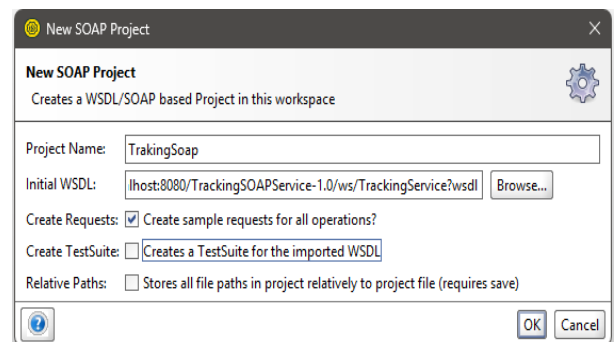 New SOAP Project
New SOAP Project
Creates a WSDL/SOAP based Project in this workspace
Project Name: TrakingSoap
Initial WSDL: lhost:8080/TrackingSOAPService-1.0/ws/TrackingService?wsdl Browse...
Create Requests: Create sample requests for all operations?
Create TestSuite: Creates a TestSuite for the imported WSDL
Relative Paths: Stores all file paths in project relatively to project file (requires save)
? OK Cancel